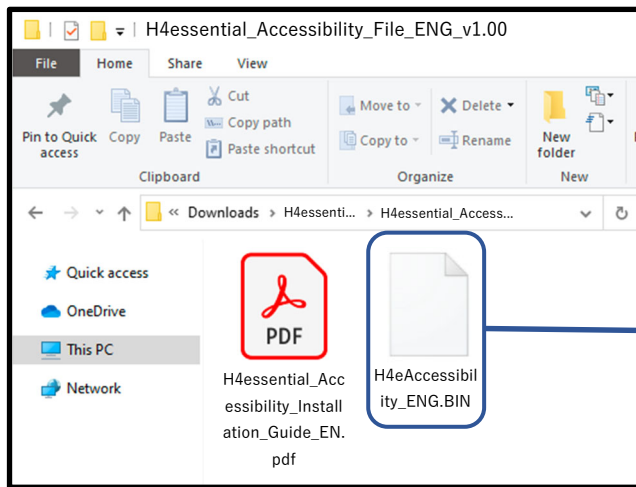 H4essential_Accessibility_File_ENG_v1.00
File Home Share View
Pin to Quick access
Copy
Paste
Cut
Copy path
Paste shortcut
Clipboard
Move to
Copy to
Delete
Rename
Organize
New folder
New
« Downloads > H4essenti... > H4essential_Access...
Quick access
OneDrive
This PC
Network
PDF
H4essential_Acc
essibility_Install
ation_Guide_EN.
pdf
H4eAccessibil
ity_ENG.BIN